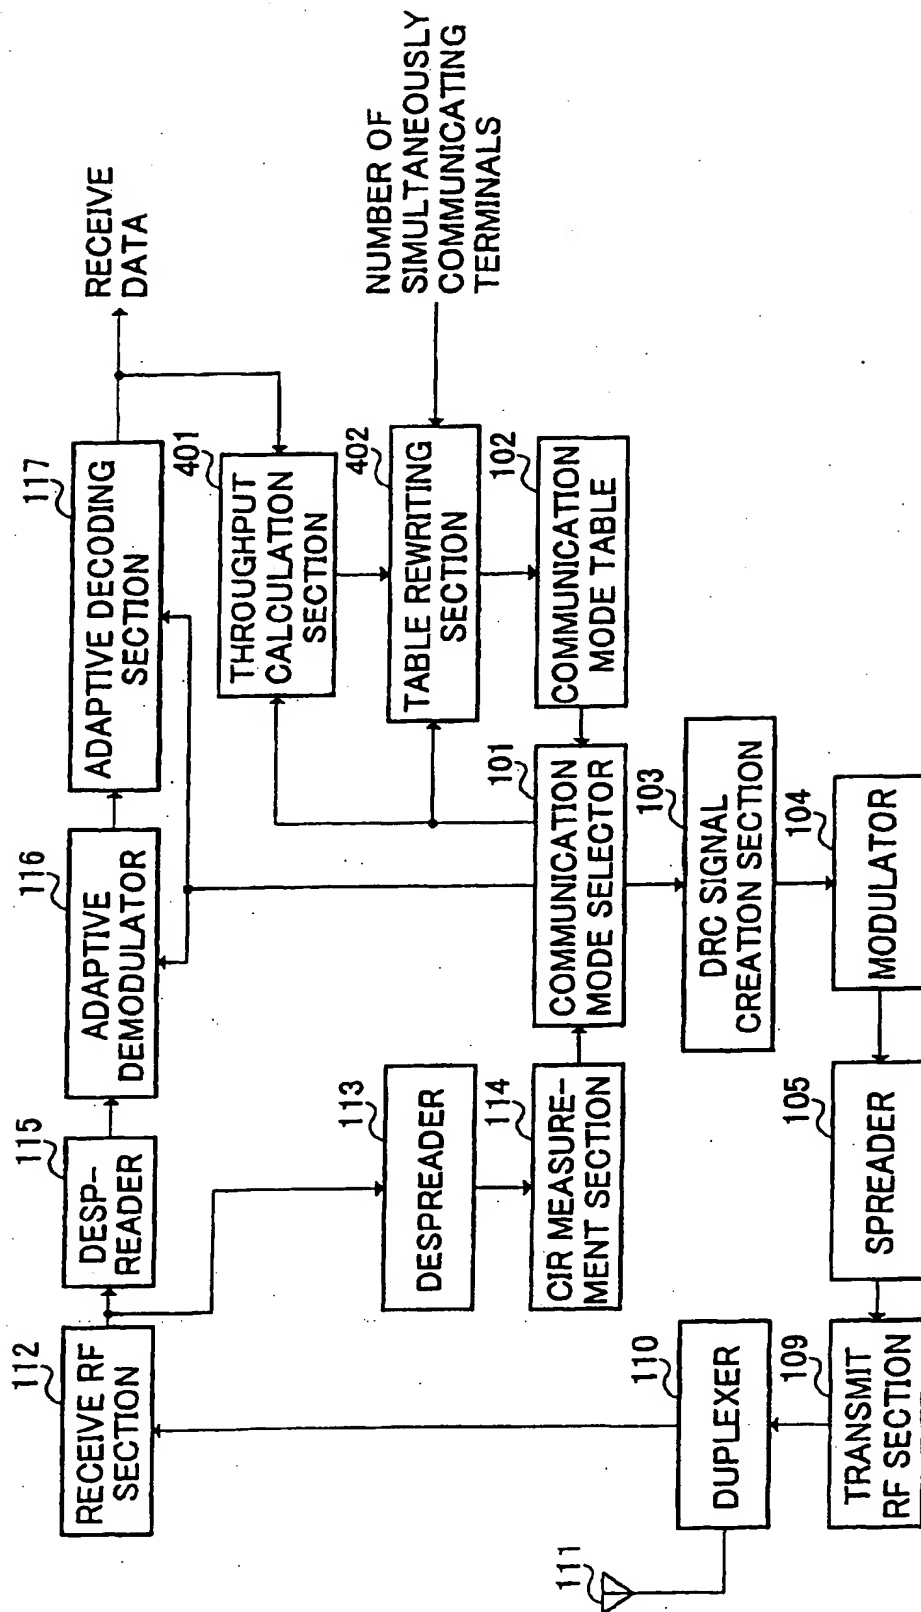 111
112
RECEIVE RF
SECTION
115
DESP-
READER
116
ADAPTIVE
DEMODULATOR
117
ADAPTIVE DECODING
SECTION
RECEIVE
DATA
401
THROUGHPUT
CALCULATION
SECTION
113
DESPREADER
402
TABLE REWRITING
SECTION
NUMBER OF
SIMULTANEOUSLY
COMMUNICATING
TERMINALS
114
CIR MEASURE-
MENT SECTION
101
COMMUNICATION
MODE SELECTOR
102
COMMUNICATION
MODE TABLE
110
DUPLEXER
103
DRC SIGNAL
CREATION SECTION
109
TRANSMIT
RF SECTION
105
SPREADER
104
MODULATOR